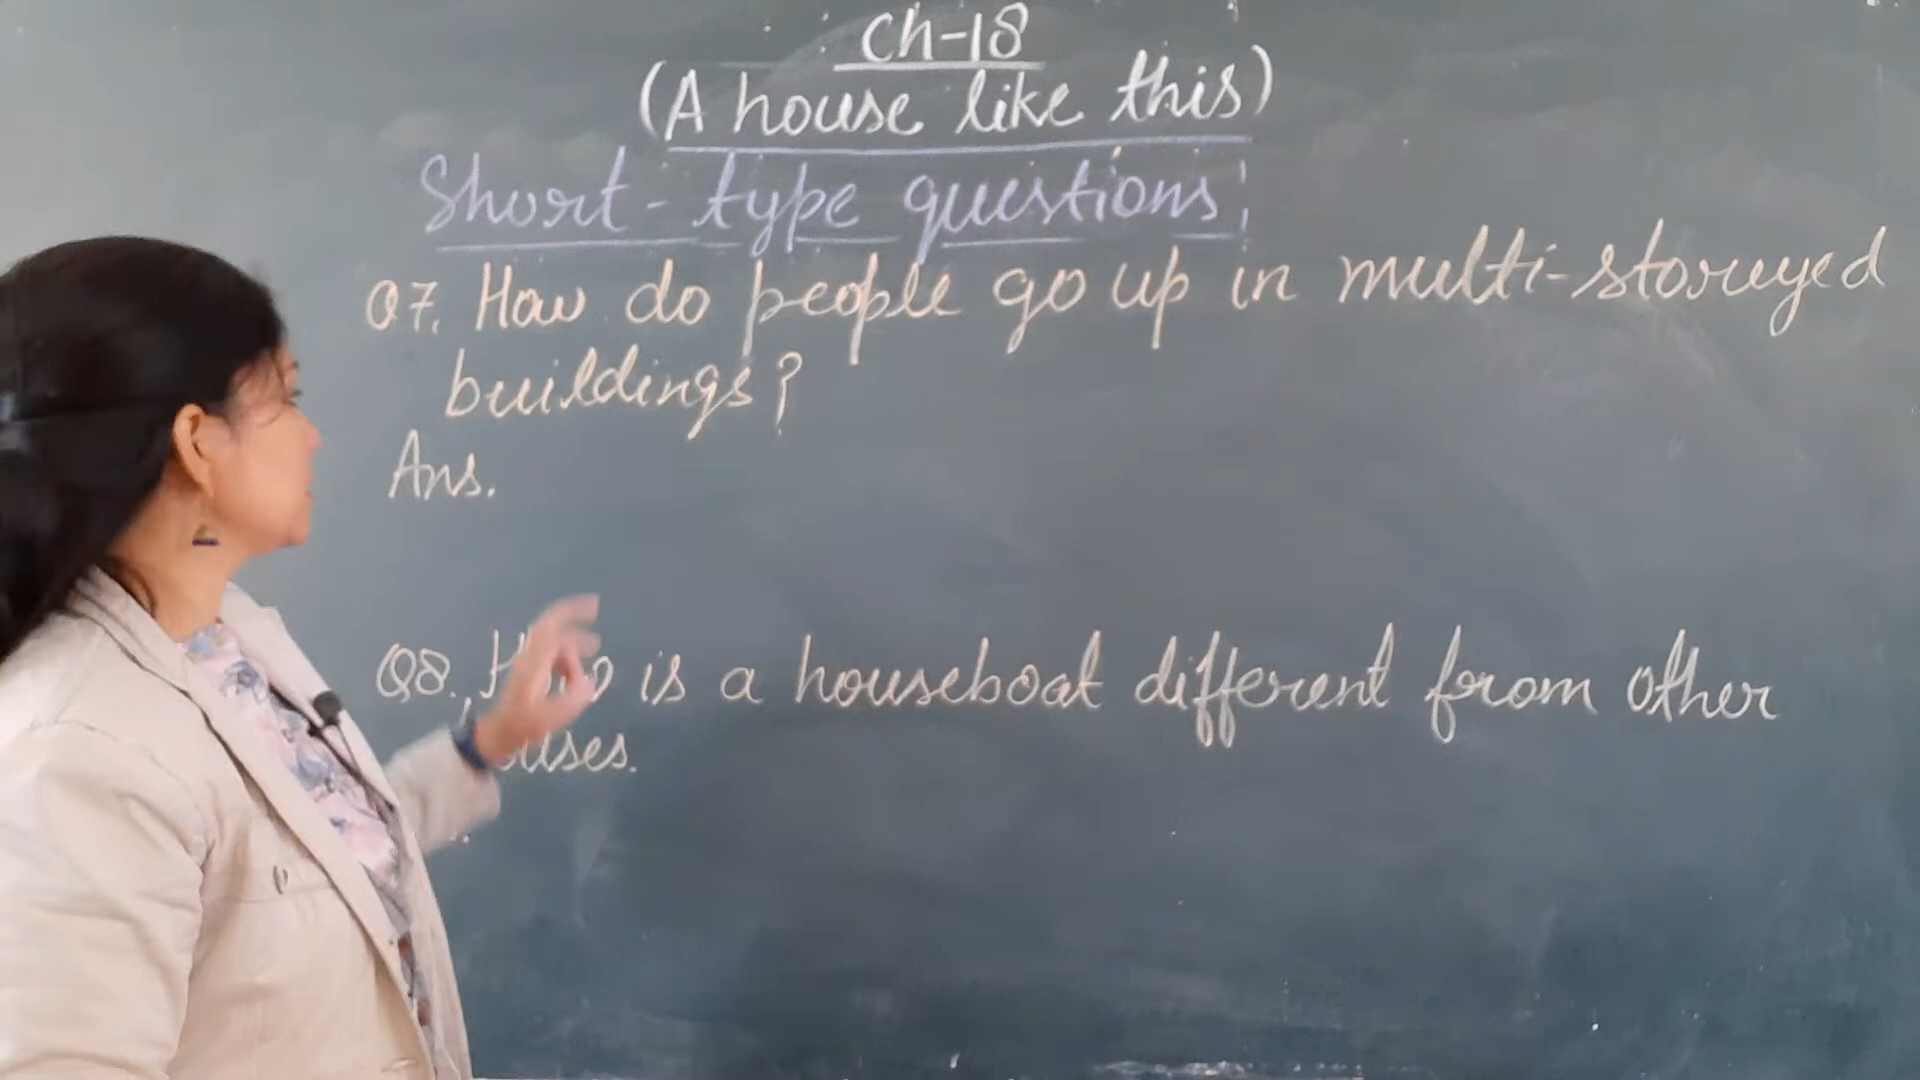 Ch-18
(A house like this)
Short-type questions:
Q7. How do people go up in multi-storeyed
buildings?
Ans.
Q8. is a houseboat different from other